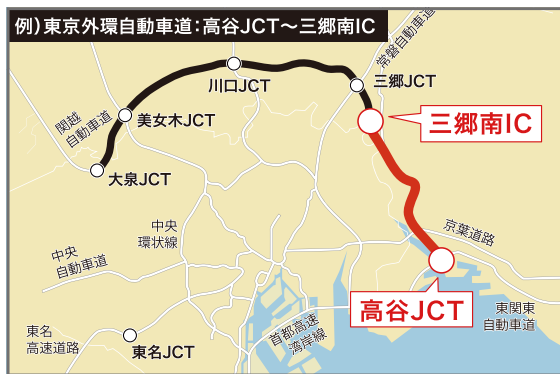 例）東京外環自動車道：高谷JCT〜三郷南IC
常磐自動車道
川口JCT
三郷JCT
関越
自動車道
美女木JCT
三郷南IC
大泉JCT
中央
環状線
京葉道路
中央
自動車道
高谷JCT
東関東
自動車道
東名
高速道路
東名JCT
首都高速
湾岸線